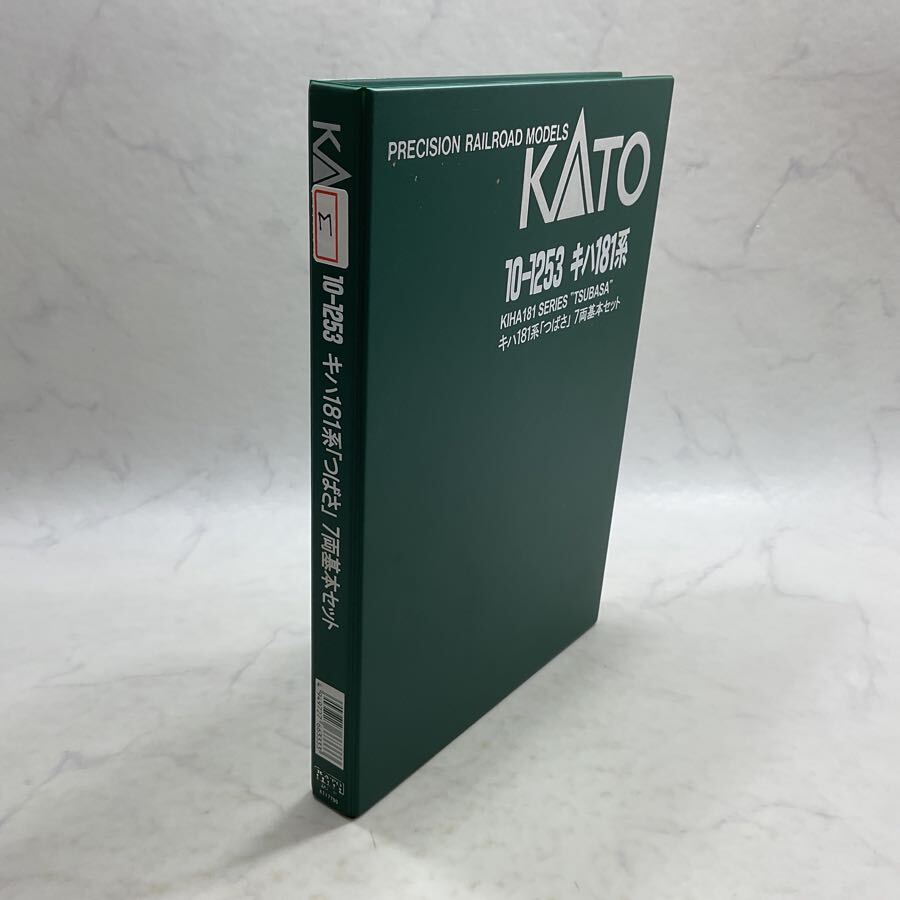 PRECISION RAILROAD MODELS
KATO
10-1253 キハ181系
KIHA181 SERIES "TSUBASA"
キハ181系「つばさ」7両基本セット
KA
M
10-1253 キハ181系「つばさ」7両基本セット